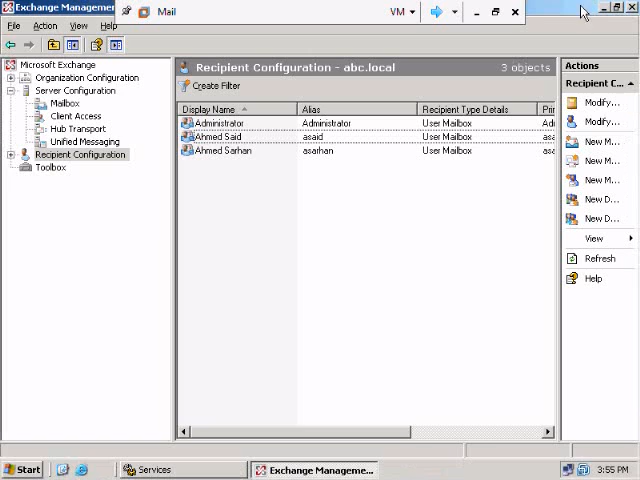 Exchange Management
Mail
VM
File Action View Help
Microsoft Exchange
Organization Configuration
Server Configuration
Mailbox
Client Access
Hub Transport
Unified Messaging
Recipient Configuration
Toolbox
Recipient Configuration - abc.local 3 objects
Create Filter
Display Name Alias Recipient Type Details Prin
Administrator Administrator User Mailbox Adi
Ahmed Said asaid User Mailbox asa
Ahmed Sarhan asarhan User Mailbox asa
Actions
Recipient C...
Modify...
Modify...
New M...
New M...
New M...
New D...
New D...
View
Refresh
Help
Start Services Exchange Manageme... 3:55 PM